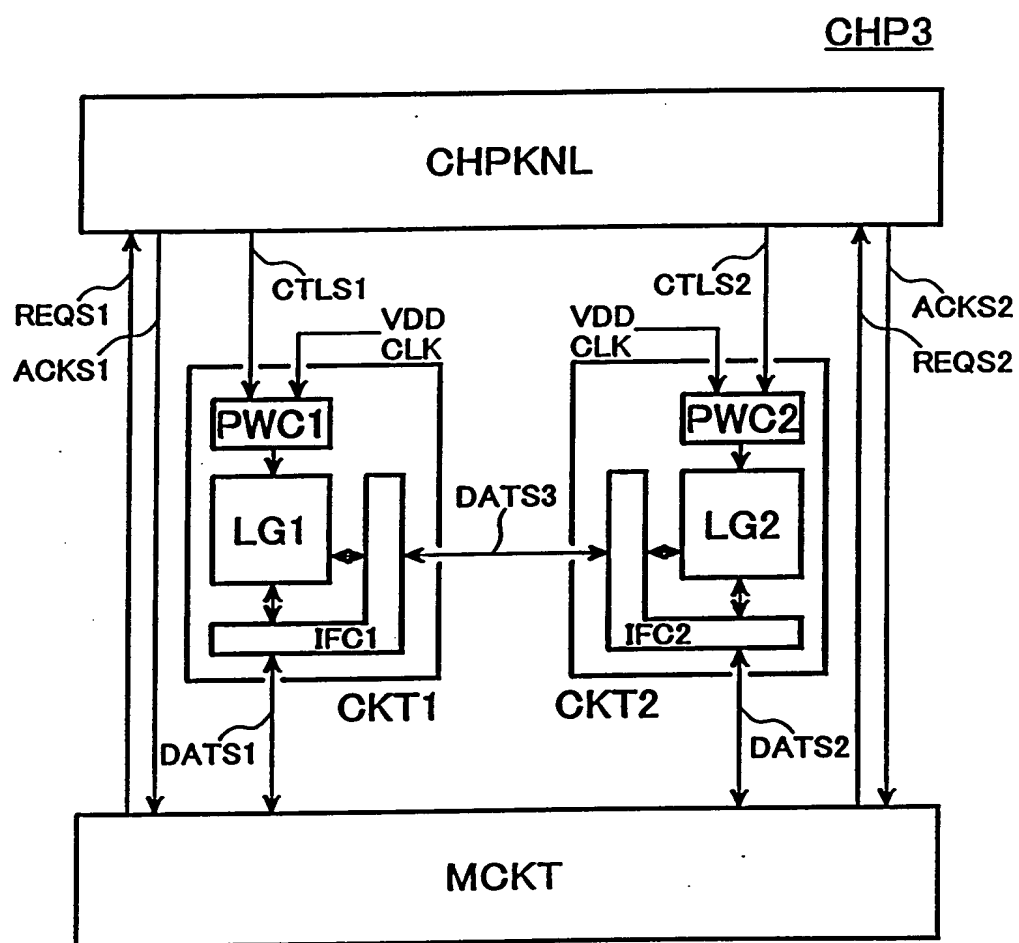 CHP3
CHPKNL
CTLS1
CTLS2
REQS1
ACKS2
VDD
VDD
ACKS1
CLK
CLK
REQS2
PWC1
PWC2
DATS3
LG1
LG2
IFC1
IFC2
CKT1
CKT2
DATS1
DATS2
MCKT